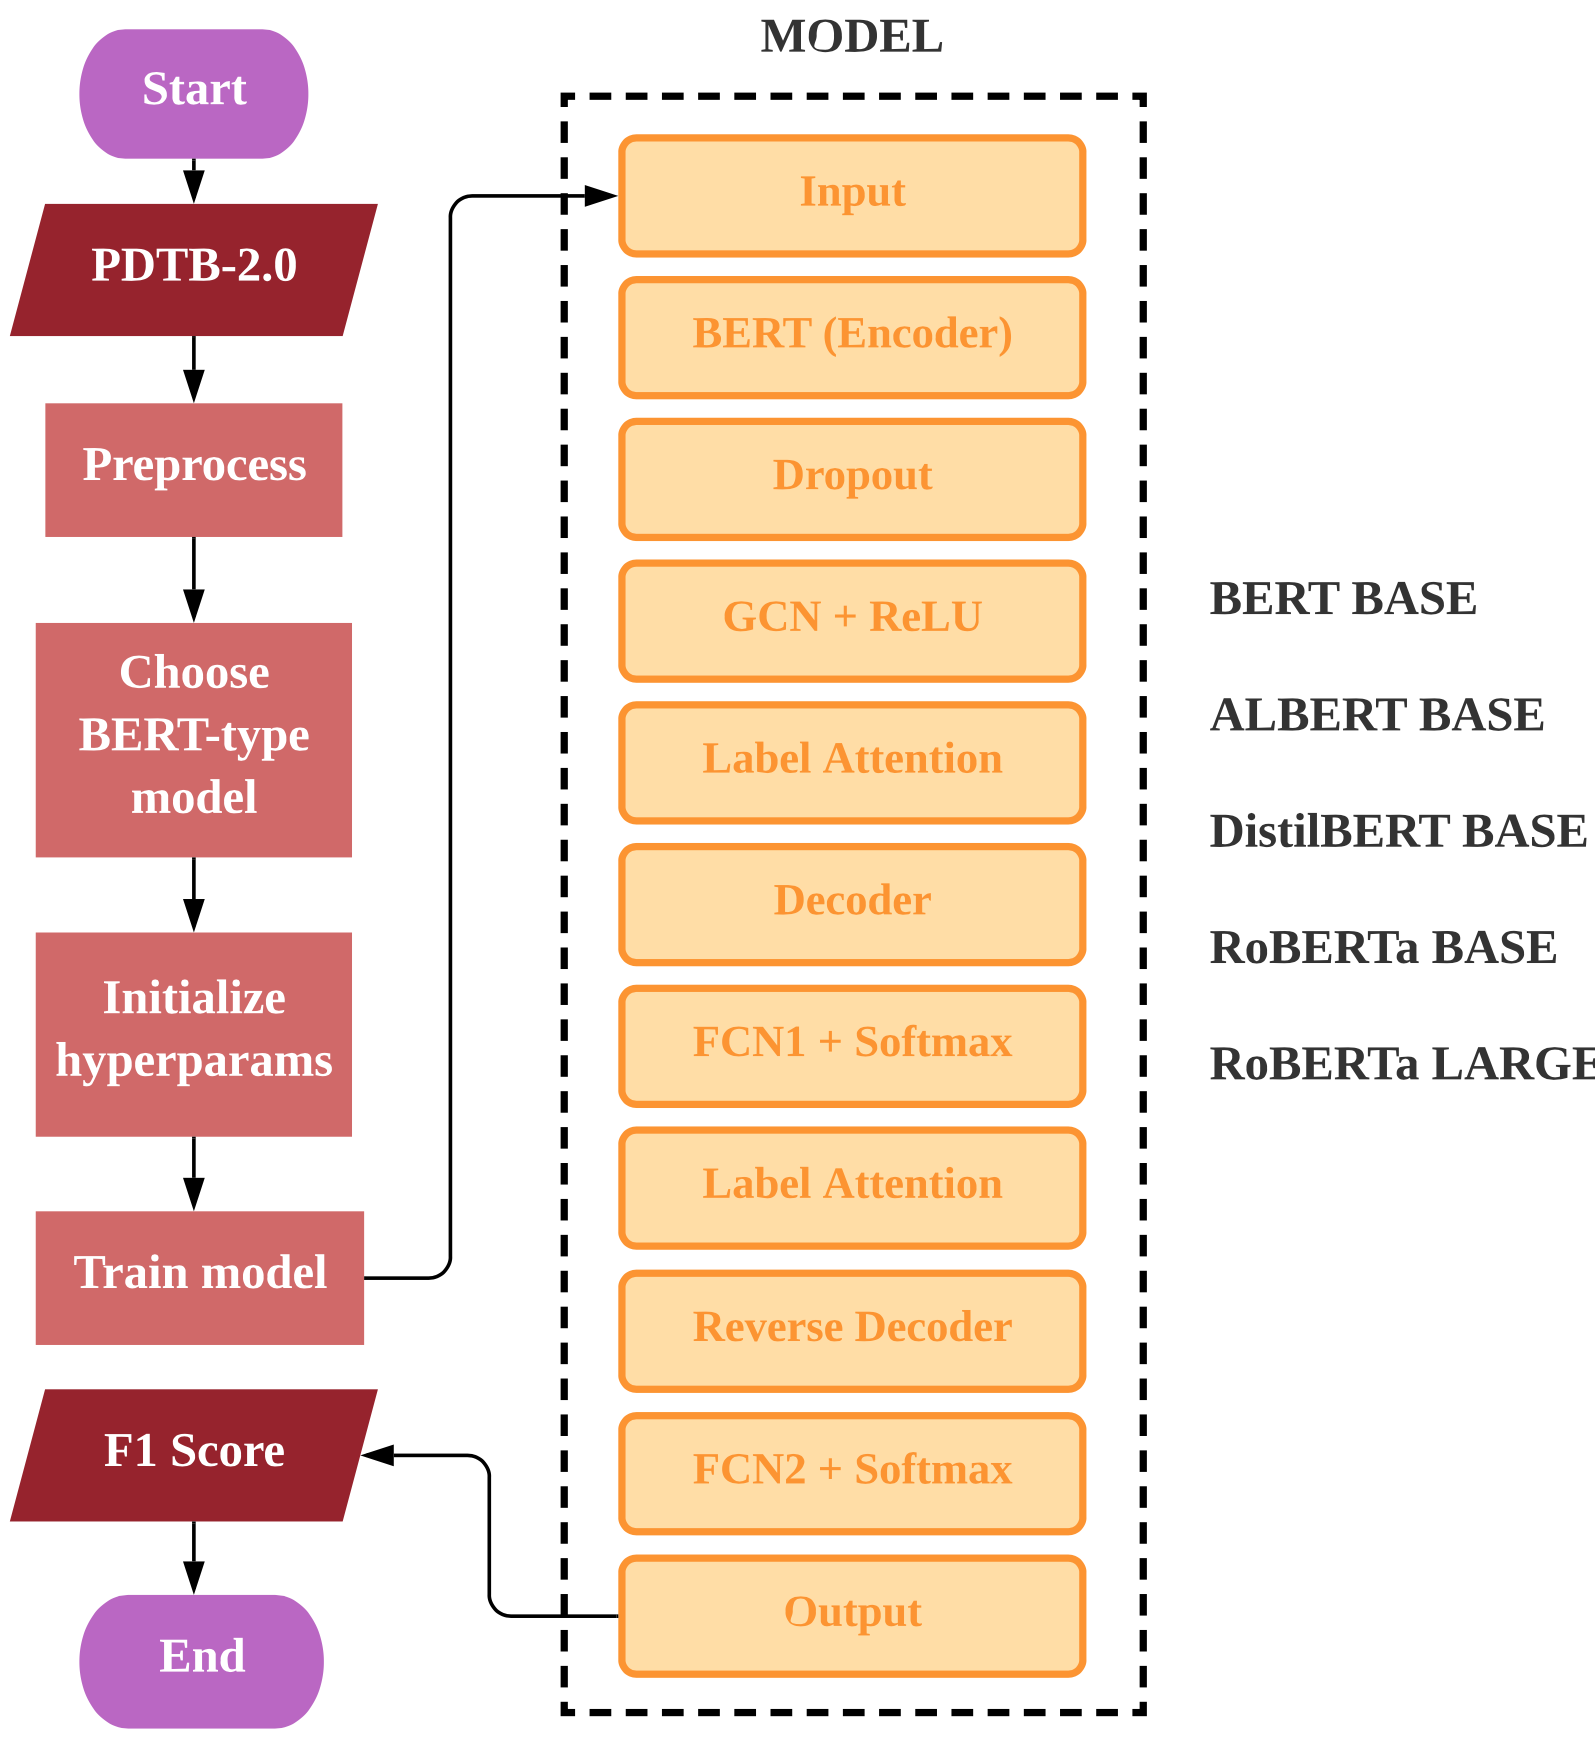 Start
PDTB-2.0
Preprocess
Choose
BERT-type
model
Initialize
hyperparams
Train model
F1 Score
End
MODEL
Input
BERT (Encoder)
Dropout
GCN + ReLU
Label Attention
Decoder
FCN1 + Softmax
Label Attention
Reverse Decoder
FCN2 + Softmax
Output
BERT BASE
ALBERT BASE
DistilBERT BASE
RoBERTa BASE
RoBERTa LARGE